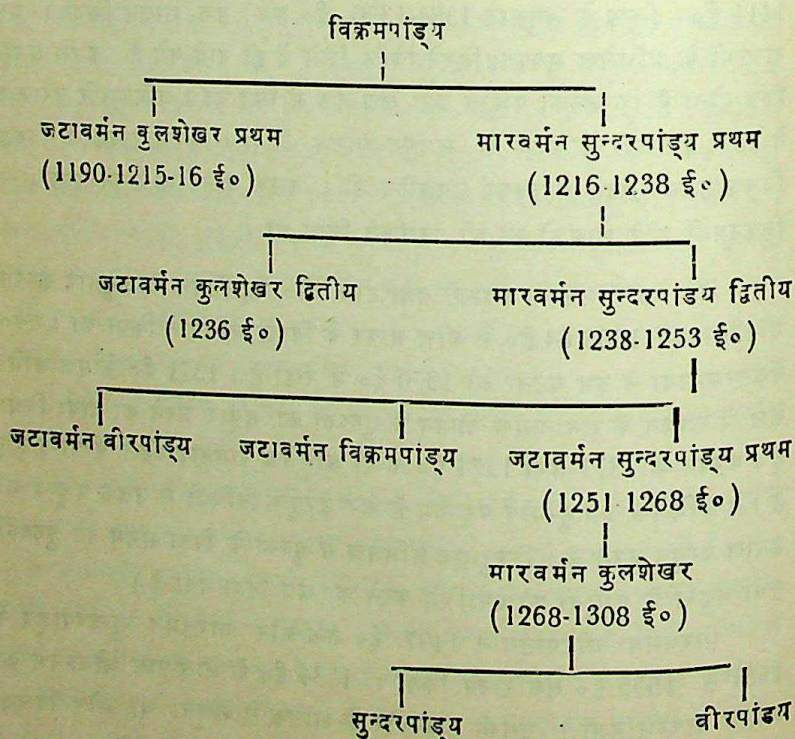 विक्रमपांड्य
जटावर्मन कुलशेखर प्रथम मारवर्मन सुन्दरपांड्य प्रथम
(1190-1215-16 ई०) (1216-1238 ई०)
जटावर्मन कुलशेखर द्वितीय मारवर्मन सुन्दरपांडय द्वितीय
(1236 ई०) (1238-1253 ई०)
जटावर्मन वीरपांड्य जटावर्मन विक्रमपांड्य जटावर्मन सुन्दरपांड्य प्रथम
(1251 1268 ई०)
मारवर्मन कुलशेखर
(1268-1308 ई०)
सुन्दरपांड्य वीरपांडय